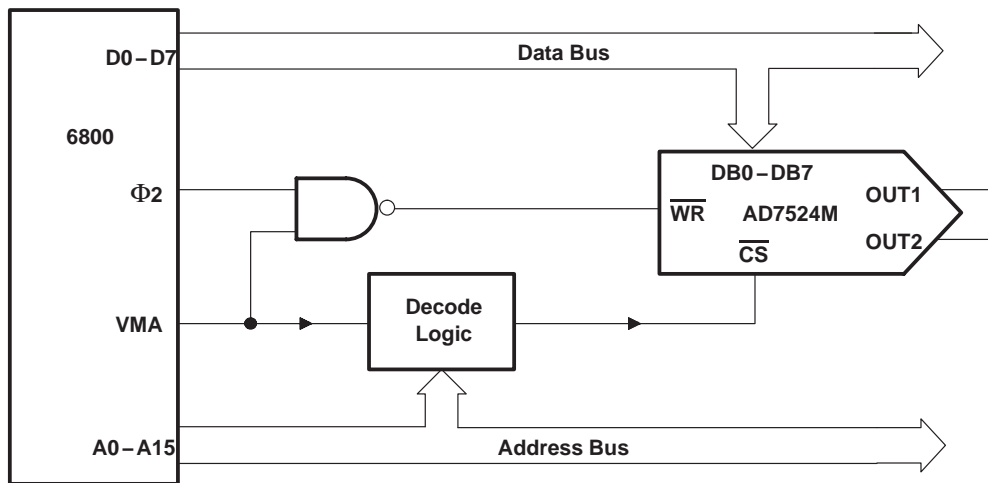 D0–D7
Data Bus
6800
Φ2
DB0–DB7
WR
AD7524M
OUT1
OUT2
CS
VMA
Decode
Logic
A0–A15
Address Bus